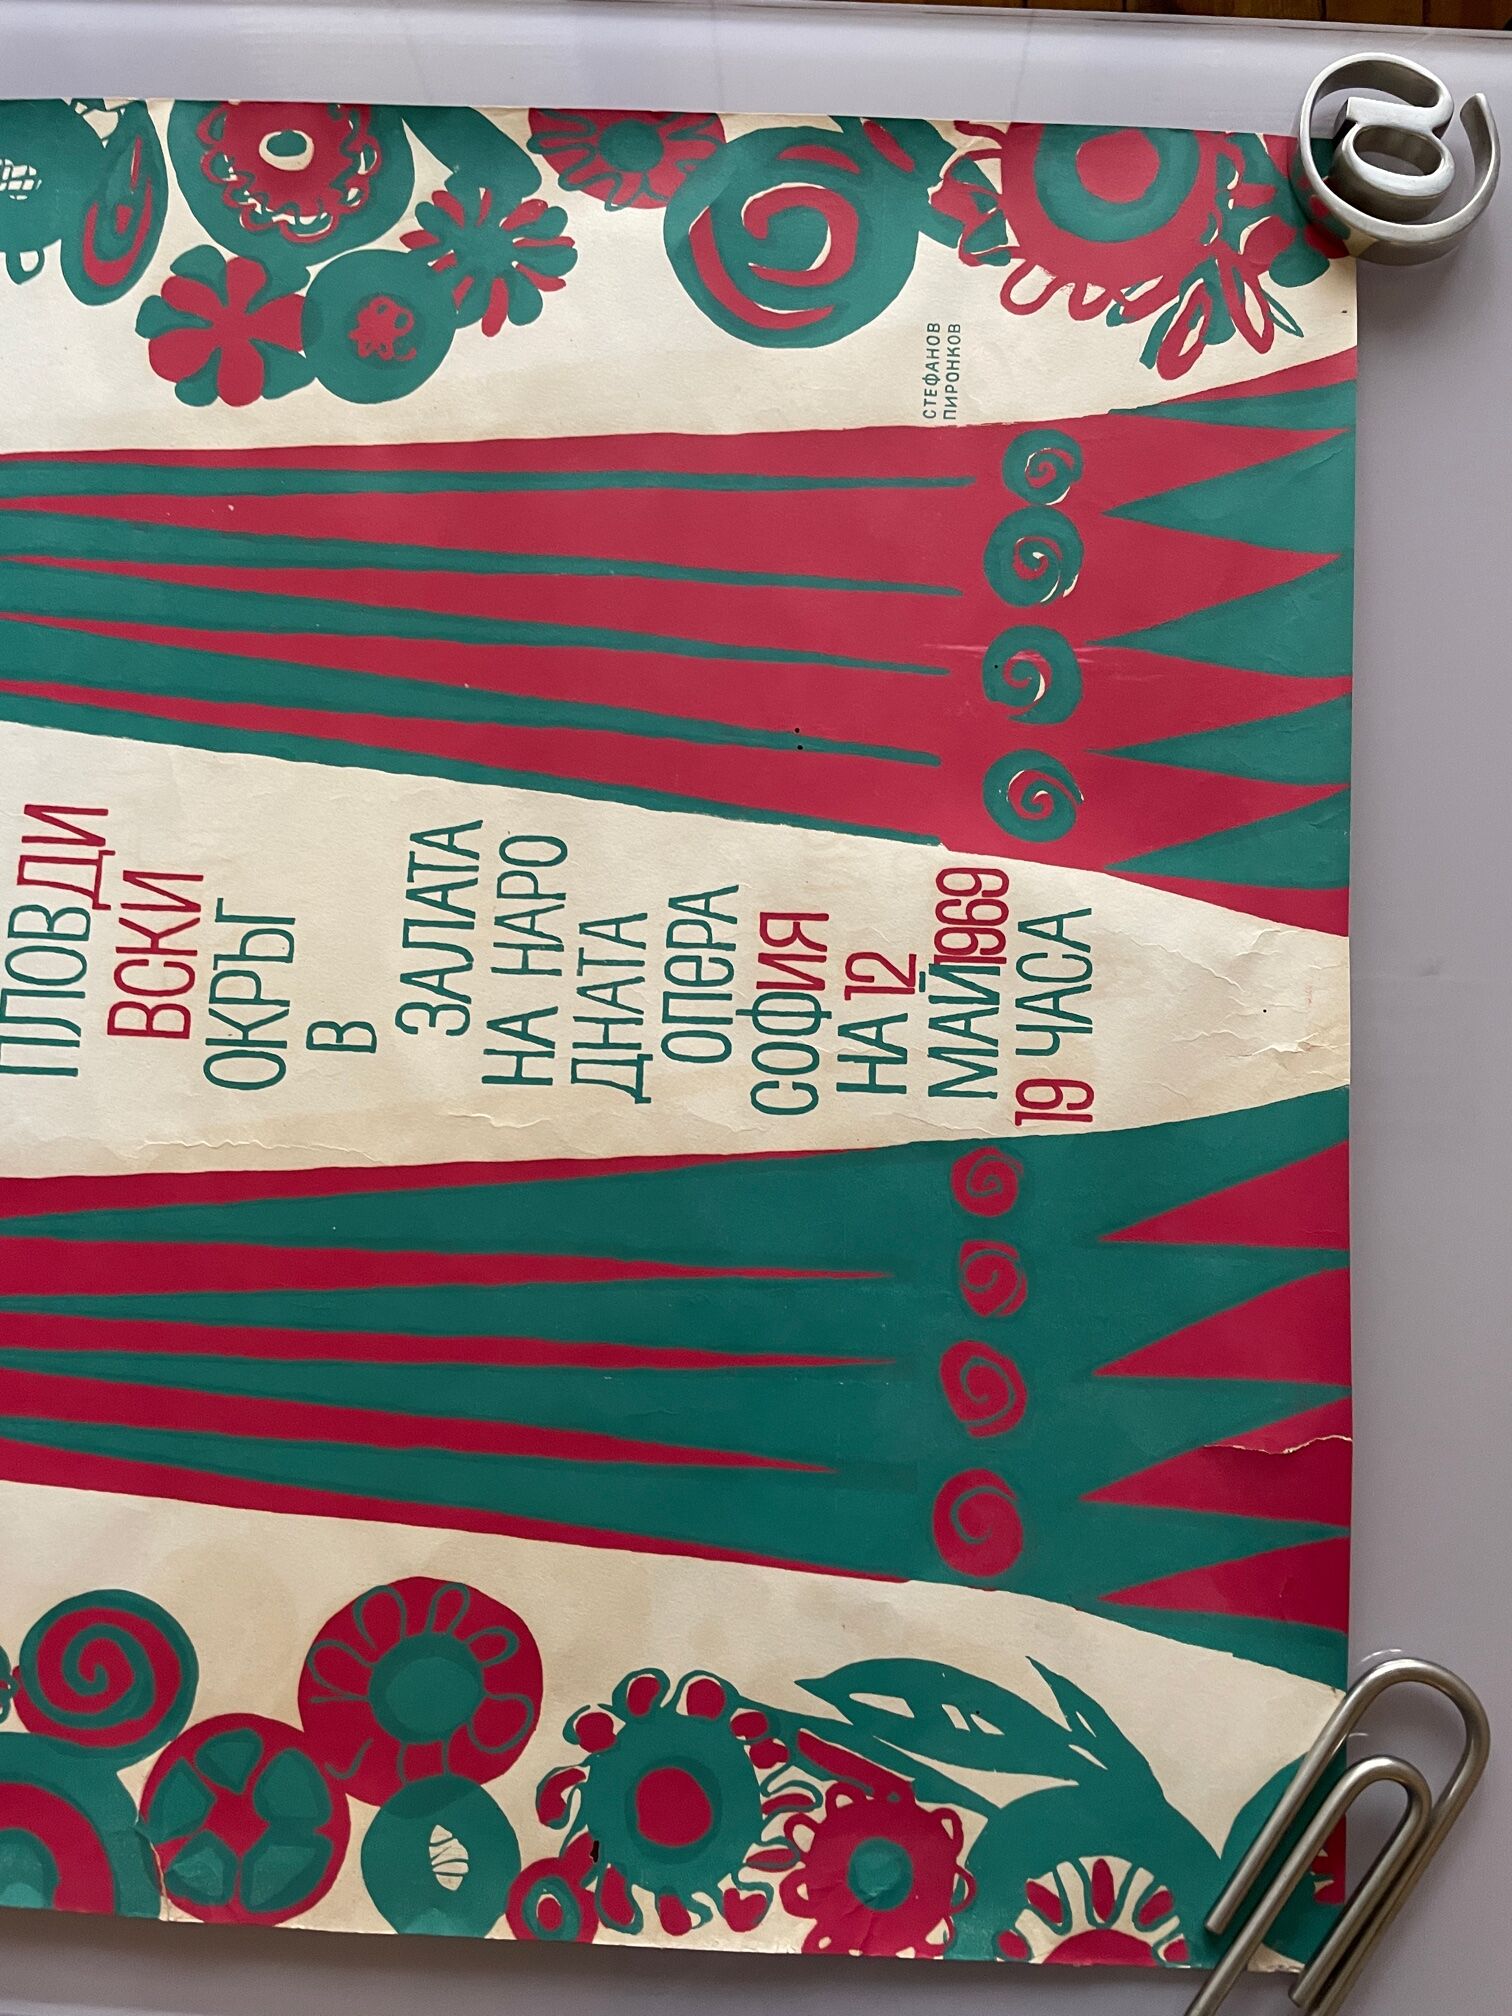 ПЛОВДИ
ВСКИ
ОКРЪГ
В
ЗАЛАТА
НА НАРО
ДНАТА
ОПЕРА
СОФИЯ
НА 12
МАЙ1969
19 ЧАСА
СТЕФАНОВ
ПИРОНКОВ